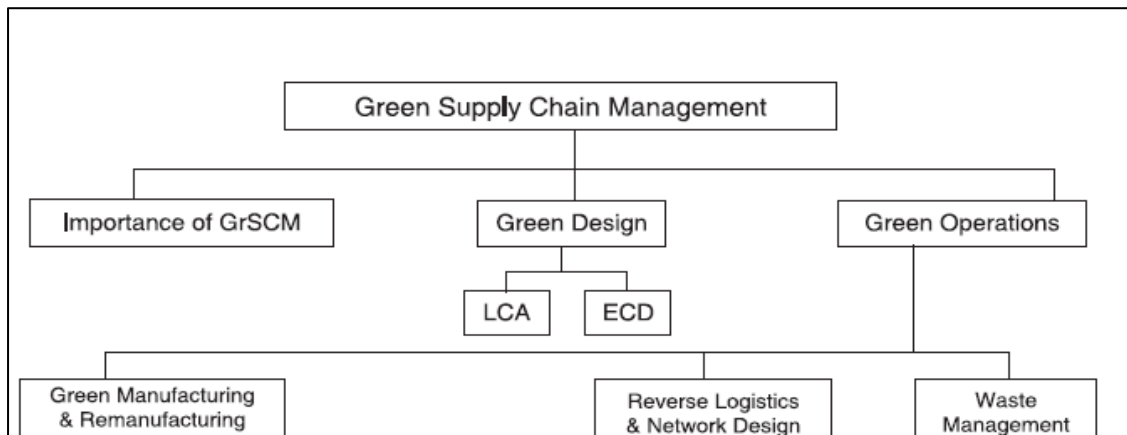 Green Supply Chain Management
Importance of GrSCM
Green Design
Green Operations
LCA
ECD
Green Manufacturing
& Remanufacturing
Reverse Logistics
& Network Design
Waste
Management